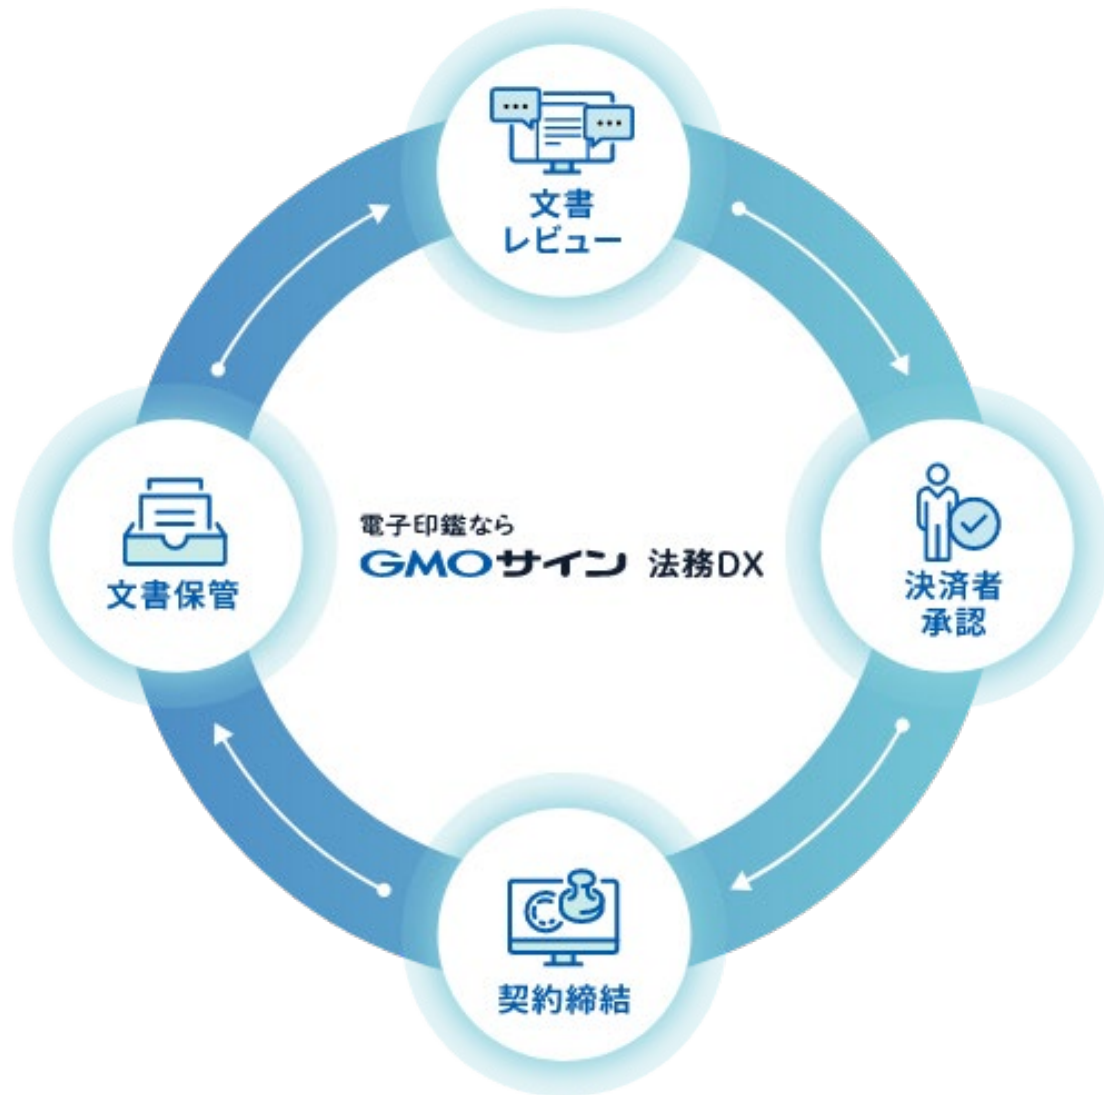 文書
レビュー
決済者
承認
契約締結
文書保管
電子印鑑なら
GMOサイン 法務DX